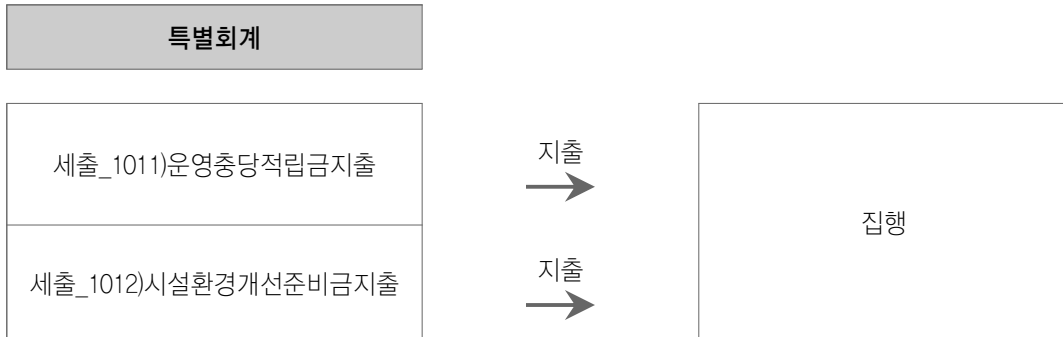 특별회계
세출_1011)운영충당적립금지출
지출
집행
세출_1012)시설환경개선준비금지출
지출